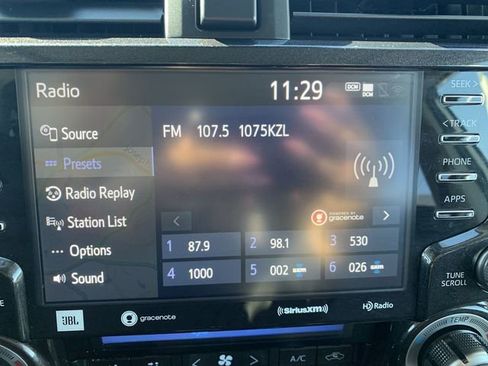 Radio 11:29 DCM DCM
SEEK >
Source FM 107.5 1075KZL
< TRACK
Presets
PHONE
Radio Replay
APPS
Station List < POWERED BY gracenote >
Options 1 87.9 2 98.1 3 530
Sound 4 1000 5 002 6 026
TUNE
SCROLL
JBL gracenote SiriusXM HD Radio
TEMP
A/C